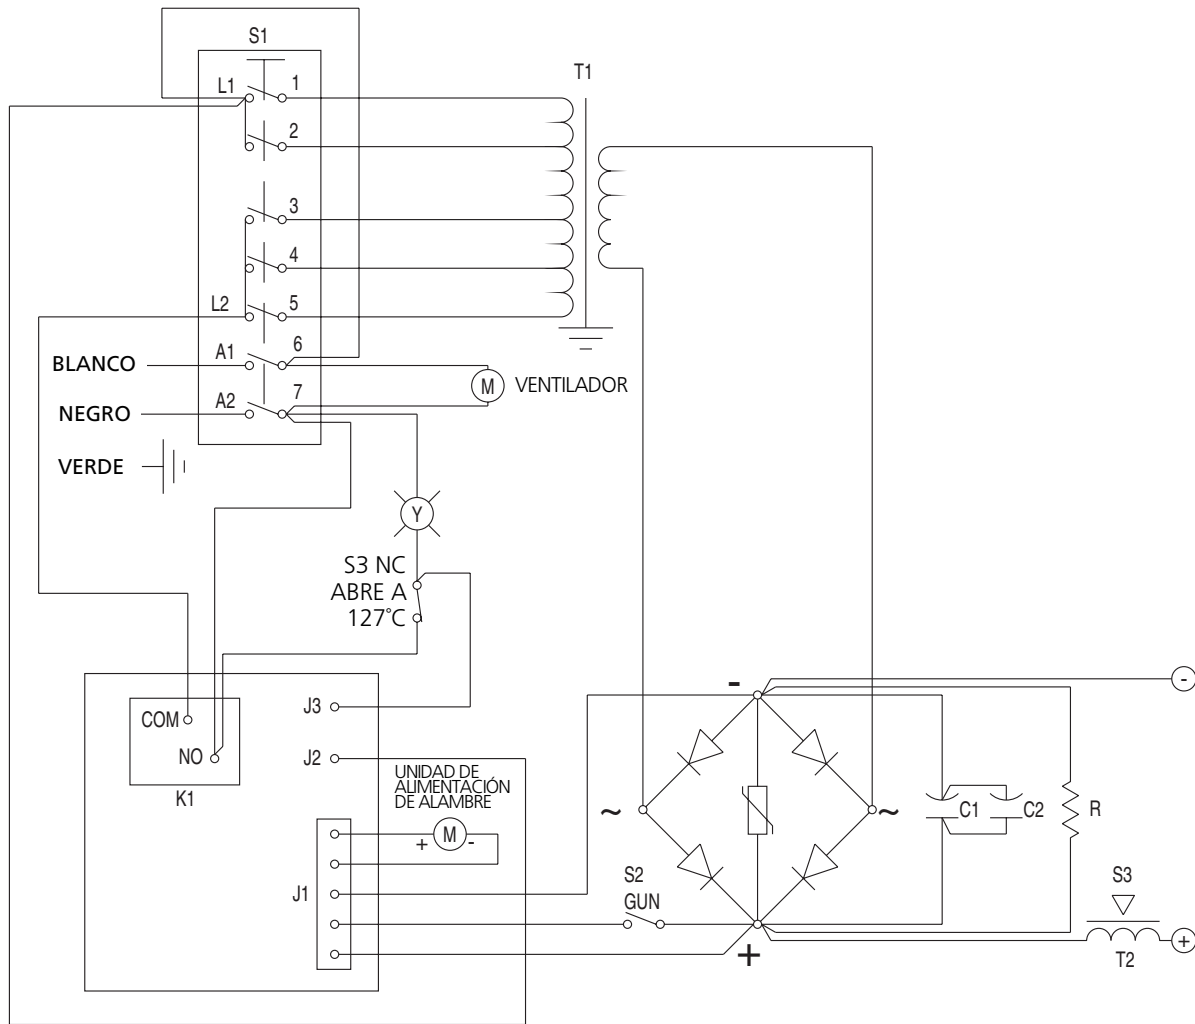 S1
T1
L1
1
2
3
4
L2
5
6
BLANCO
A1
M
VENTILADOR
7
NEGRO
A2
VERDE
Y
S3 NC
ABRE A
127°C
-
-
J3
COM
NO
J2
K1
UNIDAD DE
ALIMENTACIÓN
DE ALAMBRE
+ M -
~
~
C1
C2
R
J1
S2
GUN
S3
+
+
T2